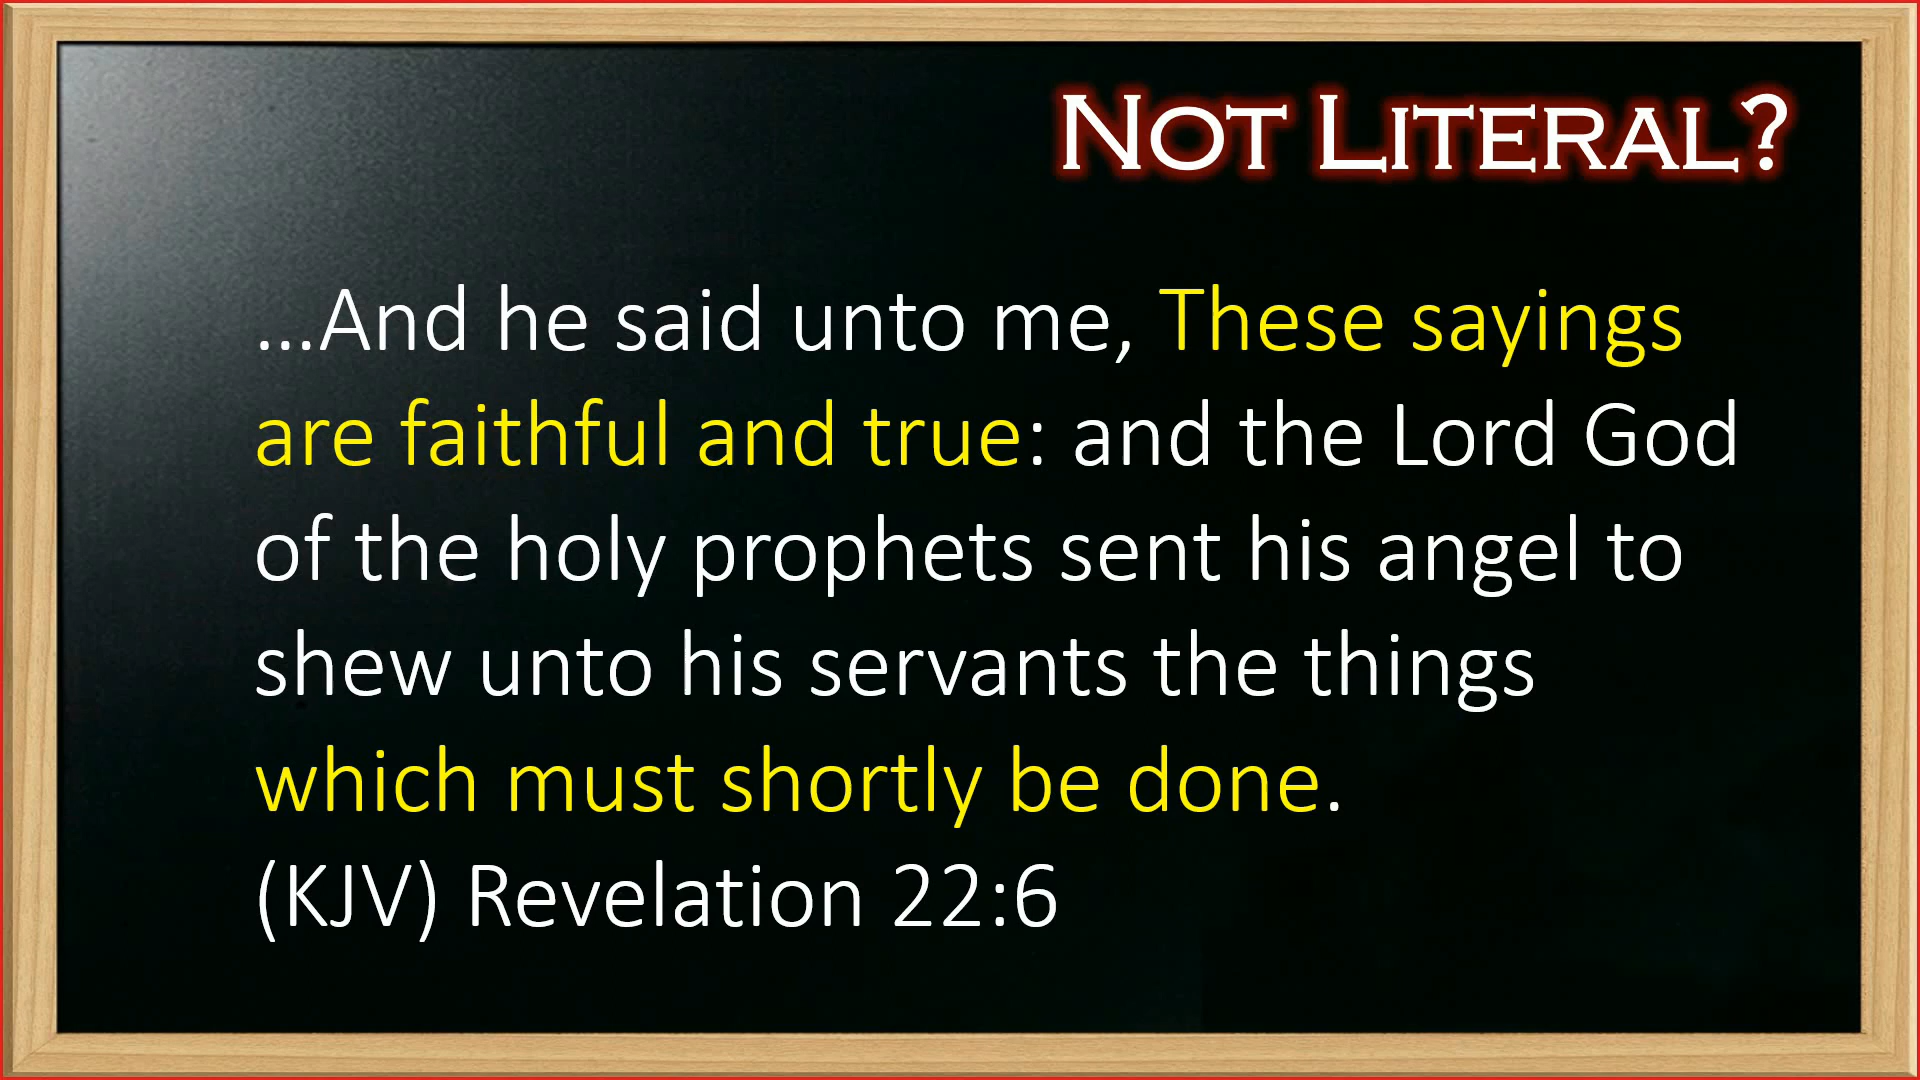 NOT LITERAL?
...And he said unto me, These sayings
are faithful and true: and the Lord God
of the holy prophets sent his angel to
shew unto his servants the things
which must shortly be done.
(KJV) Revelation 22:6